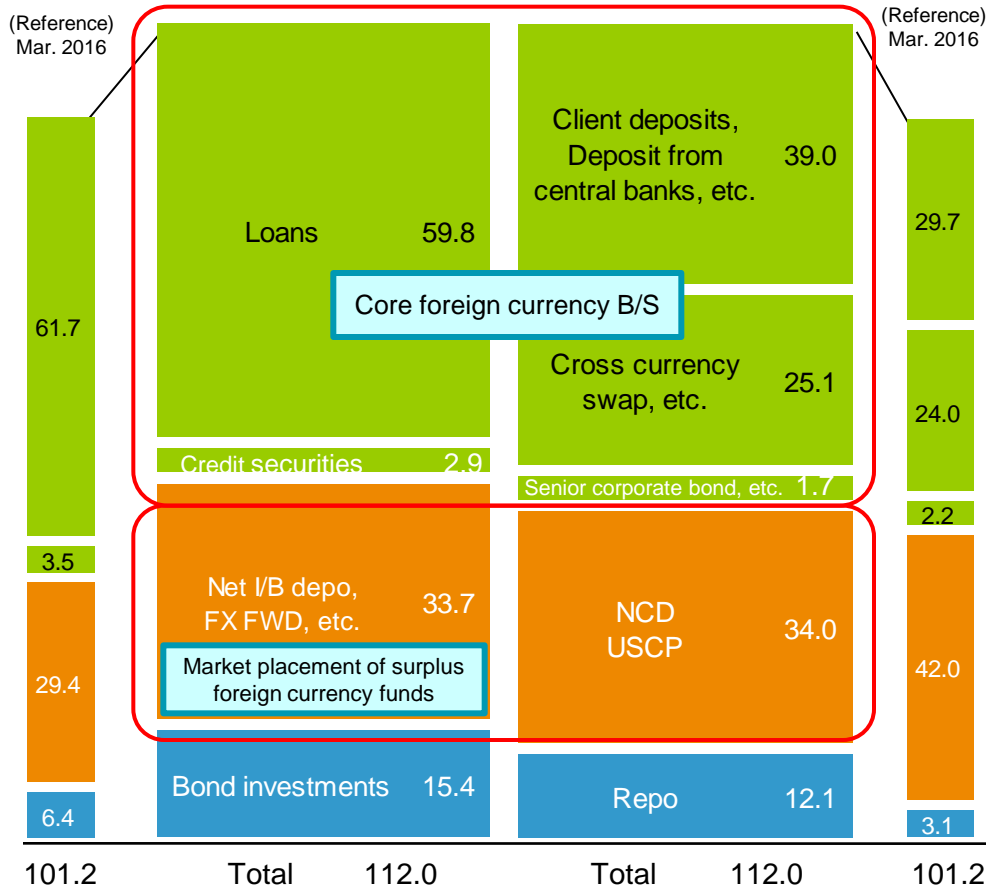 (Reference)
Mar. 2016
(Reference)
Mar. 2016
61.7
3.5
29.4
6.4
101.2
Loans 59.8
Credit securities 2.9
Net I/B depo,
FX FWD, etc. 33.7
Market placement of surplus
foreign currency funds
Bond investments 15.4
Total 112.0
Core foreign currency B/S
Client deposits,
Deposit from 39.0
central banks, etc.
Cross currency
swap, etc. 25.1
Senior corporate bond, etc. 1.7
NCD
USCP 34.0
Repo 12.1
Total 112.0
29.7
24.0
2.2
42.0
3.1
101.2